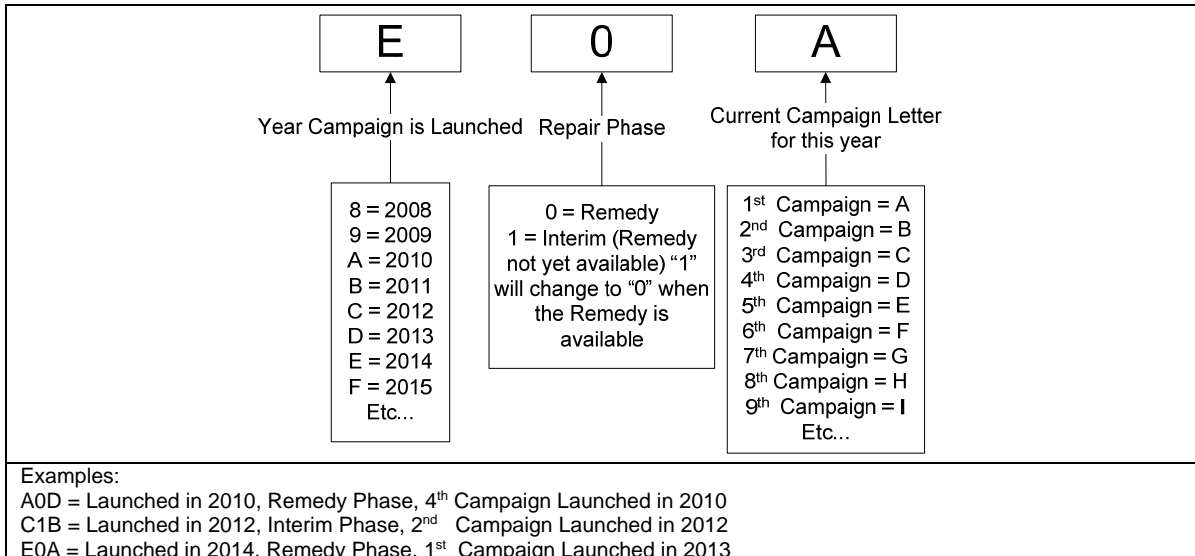 E 0 A
Year Campaign is Launched
Repair Phase
Current Campaign Letter
for this year
8 = 2008
9 = 2009
A = 2010
B = 2011
C = 2012
D = 2013
E = 2014
F = 2015
Etc...
0 = Remedy
1 = Interim (Remedy
not yet available) “1”
will change to “0” when
the Remedy is
available
1st Campaign = A
2nd Campaign = B
3rd Campaign = C
4th Campaign = D
5th Campaign = E
6th Campaign = F
7th Campaign = G
8th Campaign = H
9th Campaign = I
Etc...
Examples:
A0D = Launched in 2010, Remedy Phase, 4th Campaign Launched in 2010
C1B = Launched in 2012, Interim Phase, 2nd Campaign Launched in 2012
E0A = Launched in 2014, Remedy Phase, 1st Campaign Launched in 2013